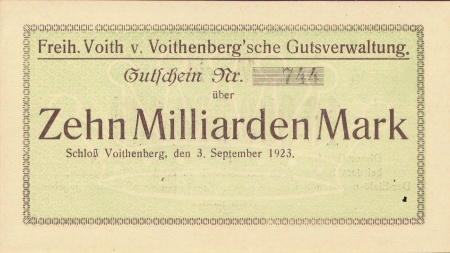 Freih. Voith v. Voithenberg'sche Gutsverwaltung.
Gutschein Nr. 744
über
Zehn Milliarden Mark
Schloß Voithenberg, den 3. September 1923.